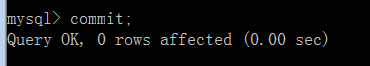 mysql> commit;
Query OK, 0 rows affected (0.00 sec)